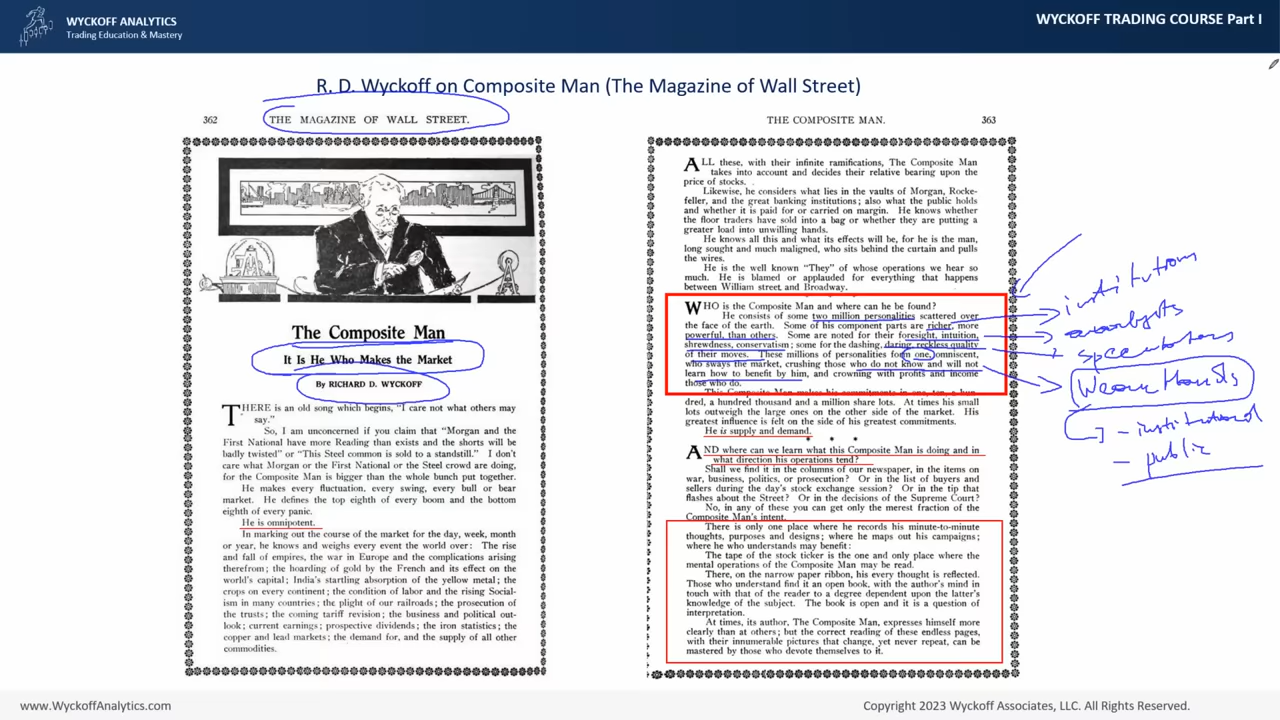 WYCKOFF ANALYTICS
Trading Education & Mastery
WYCKOFF TRADING COURSE Part I
R. D. Wyckoff on Composite Man (The Magazine of Wall Street)
362 THE MAGAZINE OF WALL STREET.
The Composite Man
It Is He Who Makes the Market
By RICHARD D. WYCKOFF
THERE is an old song which begins, "I care not what others may
say."
So, I am unconcerned if you claim that "Morgan and the
First National have more Reading than exists and the shorts will be
badly twisted" or "This Steel common is sold to a standstill." I don't
care what Morgan or the First National or the Steel crowd are doing,
for the Composite Man is bigger than the whole bunch put together.
He makes every fluctuation, every swing, every bull or bear
market. He defines the top eighth of every boom and the bottom
eighth of every panic.
He is omnipotent.
In marking out the course of the market for the day, week, month
or year, he knows and weighs every event the world over: The rise
and fall of empires, the war in Europe and the complications arising
therefrom; the hoarding of gold by the French and its effect on the
world's capital; India's startling absorption of the yellow metal; the
crops on every continent; the condition of labor and the rising Social-
ism in many countries; the plight of our railroads; the prosecution of
the trusts; the coming tariff revision; the business and political out-
look; current earnings; prospective dividends; the iron statistics; the
copper and lead markets; the demand for, and the supply of all other
commodities.
THE COMPOSITE MAN. 363
ALL these, with their infinite ramifications, The Composite Man
takes into account and decides their relative bearing upon the
price of stocks.
Likewise, he considers what lies in the vaults of Morgan, Rocke-
feller, and the great banking institutions; also what the public holds
and whether it is paid for or carried on margin. He knows whether
the floor traders have sold into a bag or whether they are putting a
greater load into unwilling hands.
He knows all this and what its effects will be, for he is the man,
long sought and much maligned, who sits behind the curtain and pulls
the wires.
He is the well known "They" of whose operations we hear so
much. He is blamed or applauded for everything that happens
between William street and Broadway.
WHO is the Composite Man and where can he be found?
He consists of some two million personalities scattered over
the face of the earth. Some of his component parts are richer, more
powerful, than others. Some are noted for their foresight, intuition,
shrewdness, conservatism; some for the dashing, daring, reckless quality
of their moves. These millions of personalities form one, omniscient,
who sways the market, crushing those who do not know and will not
learn how to benefit by him, and crowning with profits and income
those who do.
This Composite Man makes his commitments in one, ten, a hun-
dred, a hundred thousand and a million share lots. At times his small
lots outweigh the large ones on the other side of the market. His
greatest influence is felt on the side of his greatest commitments.
He is supply and demand.
* * *
AND where can we learn what this Composite Man is doing and in
what direction his operations tend?
Shall we find it in the columns of our newspaper, in the items on
war, business, politics, or prosecution? Or in the list of buyers and
sellers during the day's stock exchange session? Or in the tip that
flashes about the Street? Or in the decisions of the Supreme Court?
No, in any of these you can get only the merest fraction of the
Composite Man's intent.
There is only one place where he records his minute-to-minute
thoughts, purposes and designs; where he maps out his campaigns;
where he who understands may benefit:
The tape of the stock ticker is the one and only place where the
mental operations of the Composite Man may be read.
There, on the narrow paper ribbon, his every thought is reflected.
Those who understand find it an open book, with the author's mind in
touch with that of the reader to a degree dependent upon the latter's
knowledge of the subject. The book is open and it is a question of
interpretation.
At times, its author, The Composite Man, expresses himself more
clearly than at others; but the correct reading of these endless pages,
with their innumerable pictures that change, yet never repeat, can be
mastered by those who devote themselves to it.
institutions
analysts
speculators
Weak Hands
- institutional
- public
www.WyckoffAnalytics.com
Copyright 2023 Wyckoff Associates, LLC. All Rights Reserved.